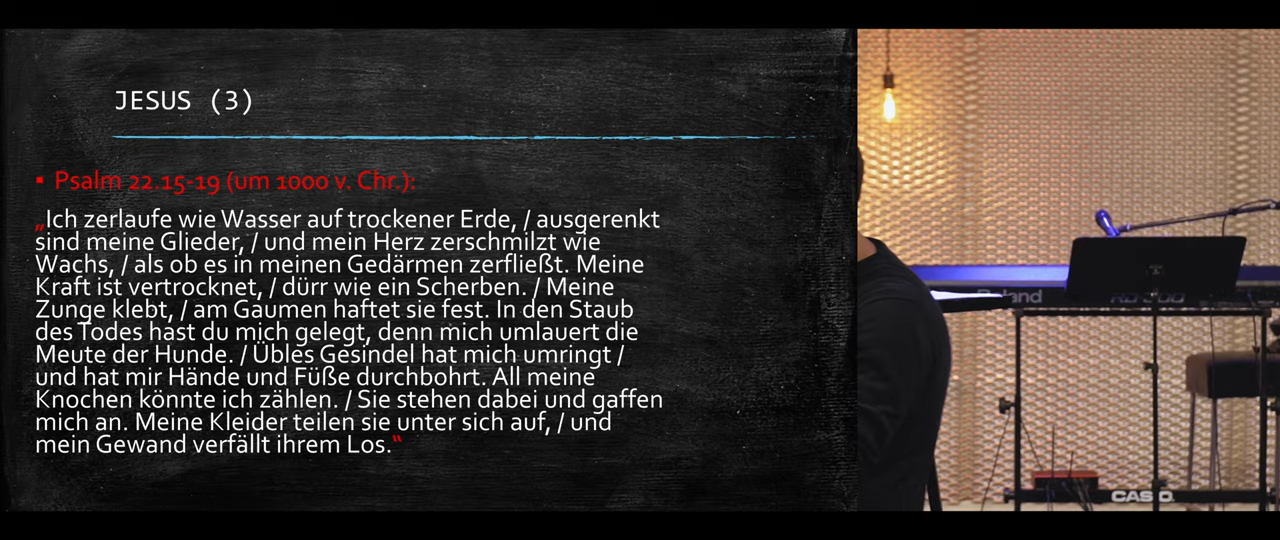 JESUS (3)
▪ Psalm 22.15-19 (um 1000 v. Chr.):
„Ich zerlaufe wie Wasser auf trockener Erde, / ausgerenkt
sind meine Glieder, / und mein Herz zerschmilzt wie
Wachs, / als ob es in meinen Gedärmen zerfließt. Meine
Kraft ist vertrocknet, / dürr wie ein Scherben. / Meine
Zunge klebt, / am Gaumen haftet sie fest. In den Staub
des Todes hast du mich gelegt, denn mich umlauert die
Meute der Hunde. / Übles Gesindel hat mich umringt /
und hat mir Hände und Füße durchbohrt. All meine
Knochen könnte ich zählen. / Sie stehen dabei und gaffen
mich an. Meine Kleider teilen sie unter sich auf, / und
mein Gewand verfällt ihrem Los.“
Roland
CASIO